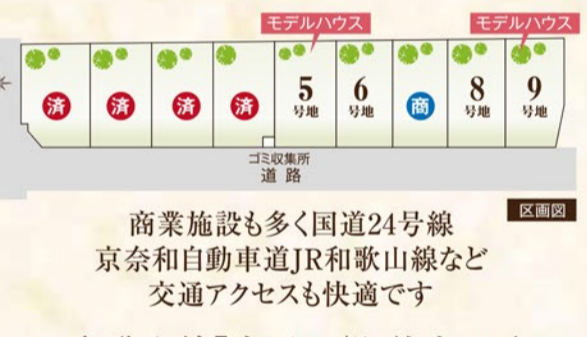 モデルハウス
モデルハウス
済
済
済
済
5
号地
6
号地
商
8
号地
9
号地
ゴミ収集所
道路
区画図
商業施設も多く国道24号線
京奈和自動車道JR和歌山線など
交通アクセスも快適です